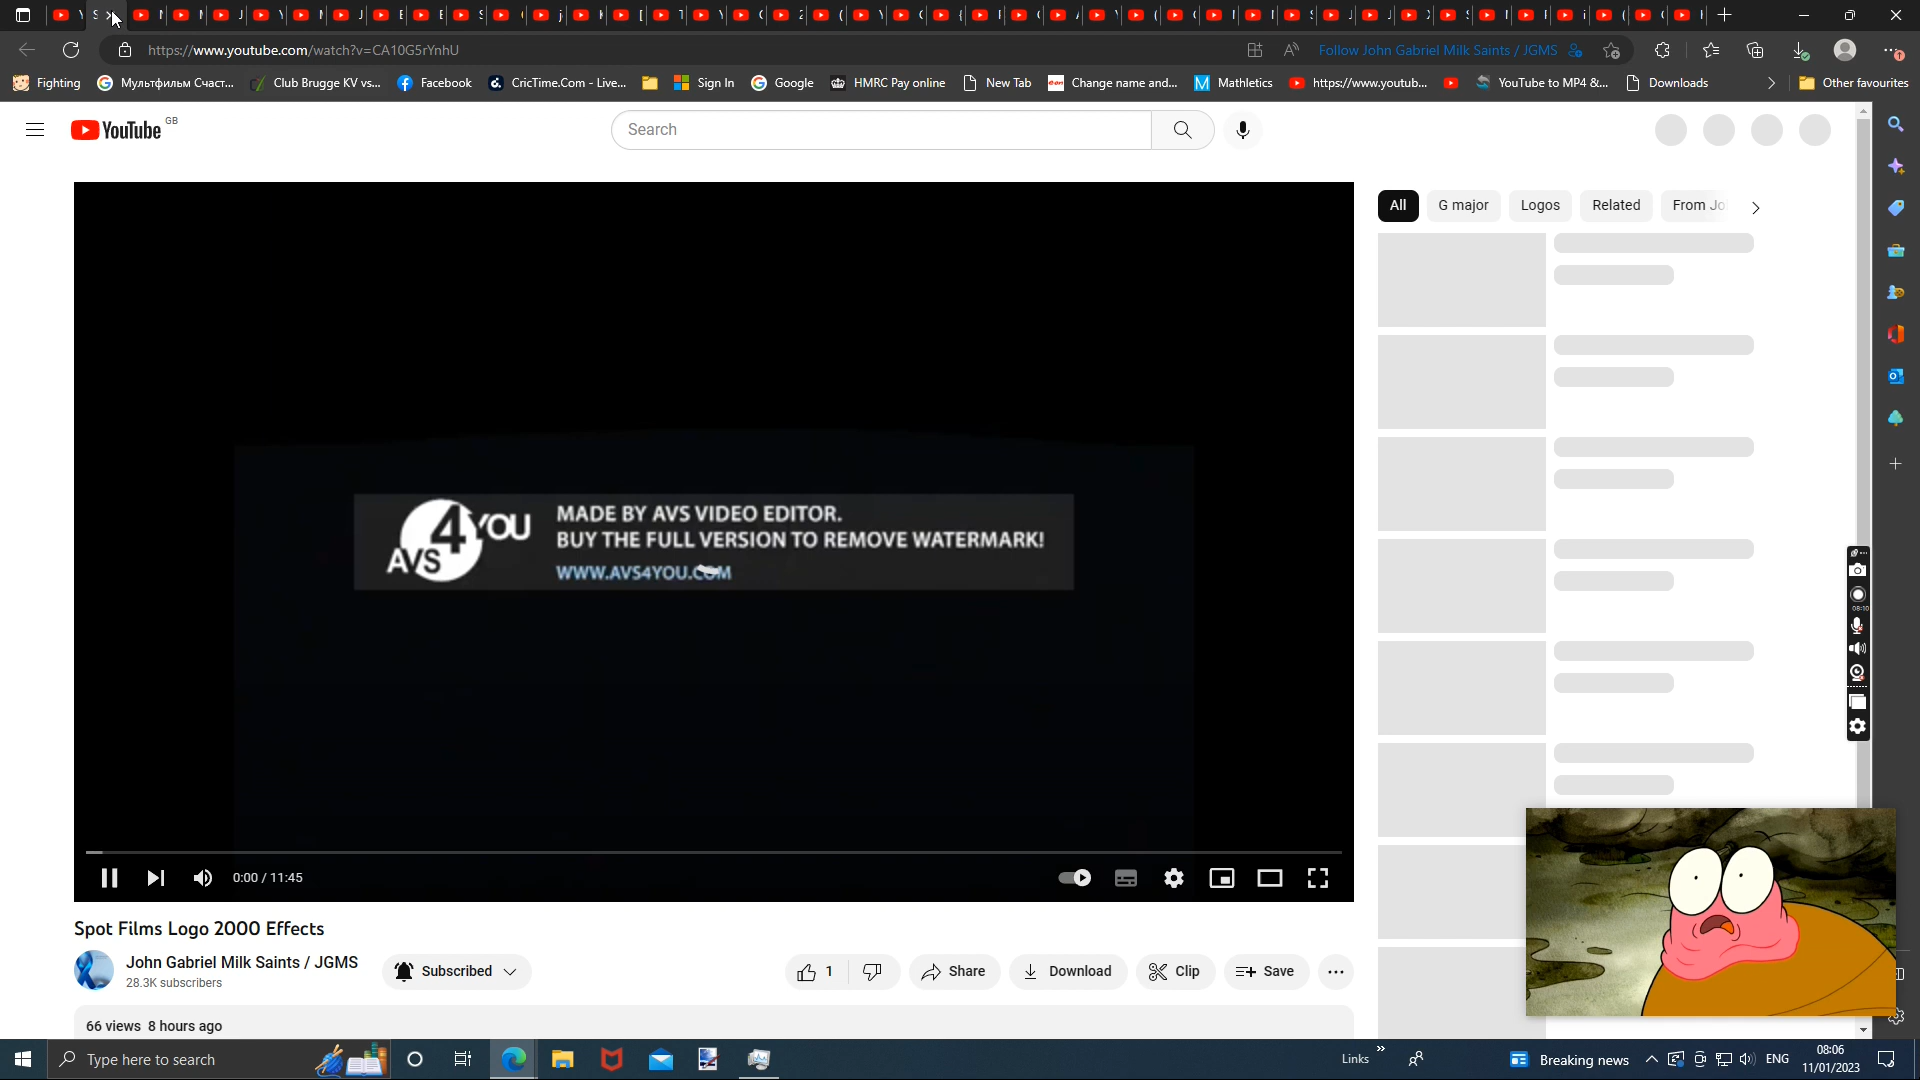 https://www.youtube.com/watch?v=CA10G5rYnhU
Follow John Gabriel Milk Saints / JGMS
Fighting
Мультфильм Счаст...
Club Brugge KV vs...
Facebook
CricTime.Com - Live...
Sign In
Google
HMRC Pay online
New Tab
Change name and...
Mathletics
https://www.youtub...
YouTube to MP4 &...
Downloads
Other favourites
YouTube GB
Search
All
G major
Logos
Related
From Jo
AVS4YOU
MADE BY AVS VIDEO EDITOR.
BUY THE FULL VERSION TO REMOVE WATERMARK!
WWW.AVS4YOU.COM
08:10
0:00 / 11:45
Spot Films Logo 2000 Effects
John Gabriel Milk Saints / JGMS
28.3K subscribers
Subscribed
1
Share
Download
Clip
Save
66 views 8 hours ago
Type here to search
Links
Breaking news
ENG
08:06
11/01/2023